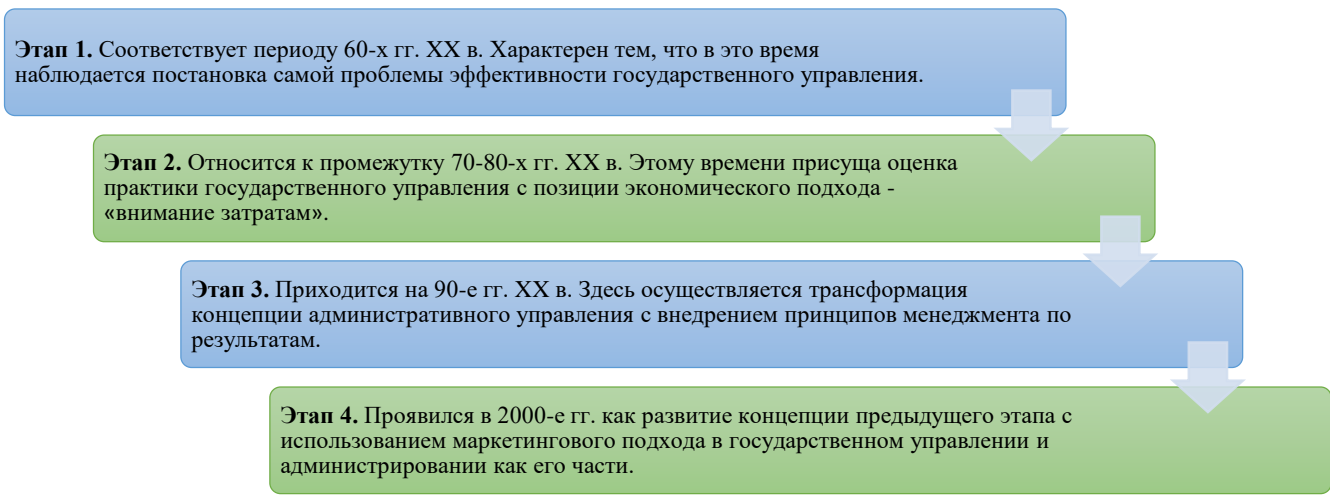 Этап 1. Соответствует периоду 60-х гг. XX в. Характерен тем, что в это время
наблюдается постановка самой проблемы эффективности государственного управления.
Этап 2. Относится к промежутку 70-80-х гг. XX в. Этому времени присуща оценка
практики государственного управления с позиции экономического подхода -
«внимание затратам».
Этап 3. Приходится на 90-е гг. XX в. Здесь осуществляется трансформация
концепции административного управления с внедрением принципов менеджмента по
результатам.
Этап 4. Проявился в 2000-е гг. как развитие концепции предыдущего этапа с
использованием маркетингового подхода в государственном управлении и
администрировании как его части.